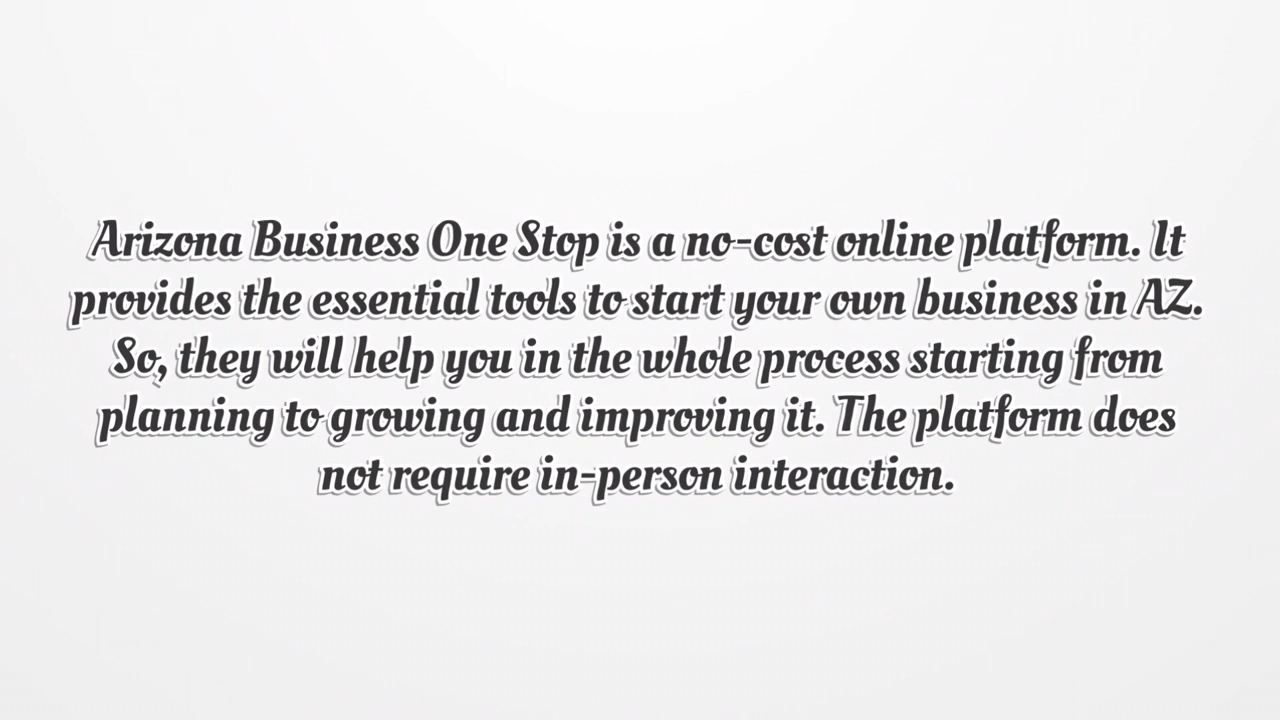 Arizona Business One Stop is a no-cost online platform. It
provides the essential tools to start your own business in AZ.
So, they will help you in the whole process starting from
planning to growing and improving it. The platform does
not require in-person interaction.